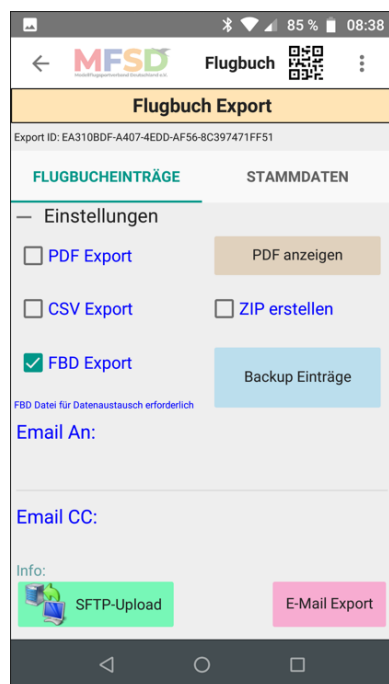 85 % 08:38
MFSD Flugbuch
Modellflugsportverband Deutschland e.V.
Flugbuch Export
Export ID: EA310BDF-A407-4EDD-AF56-8C397471FF51
FLUGBUCHEINTRÄGE STAMMDATEN
— Einstellungen
PDF Export PDF anzeigen
CSV Export ZIP erstellen
FBD Export Backup Einträge
FBD Datei für Datenaustausch erforderlich
Email An:
Email CC:
Info:
SFTP-Upload E-Mail Export